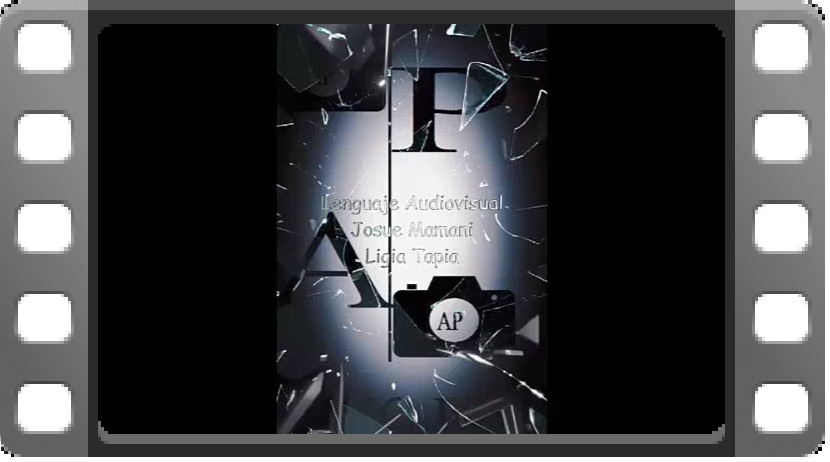 P
Lenguaje Audiovisual
Josue Mamani
Ligia Tapia
A
AP